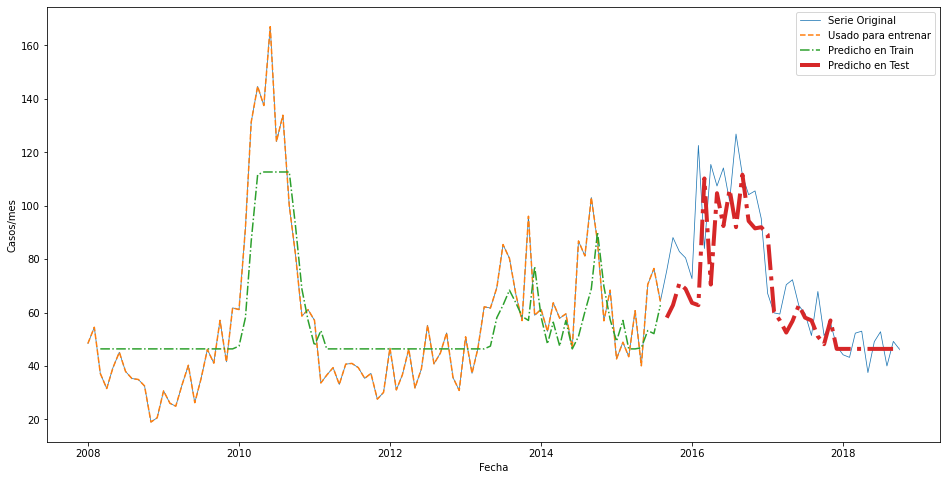 Serie Original
Usado para entrenar
Predicho en Train
Predicho en Test
Casos/mes
160
140
120
100
80
60
40
20
2008
2010
2012
2014
2016
2018
Fecha